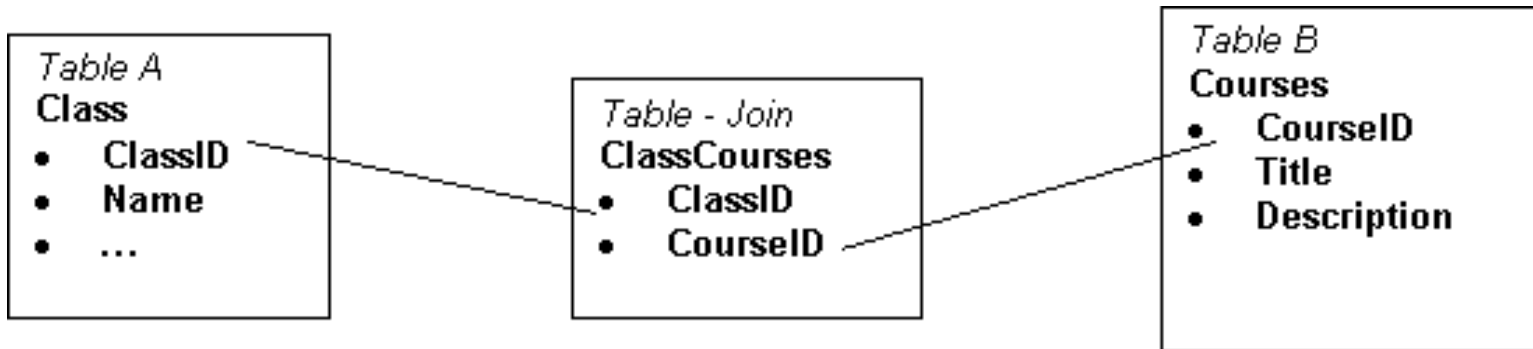 Table A
Class
• ClassID
• Name
• ...
Table - Join
ClassCourses
• ClassID
• CourseID
Table B
Courses
• CourseID
• Title
• Description